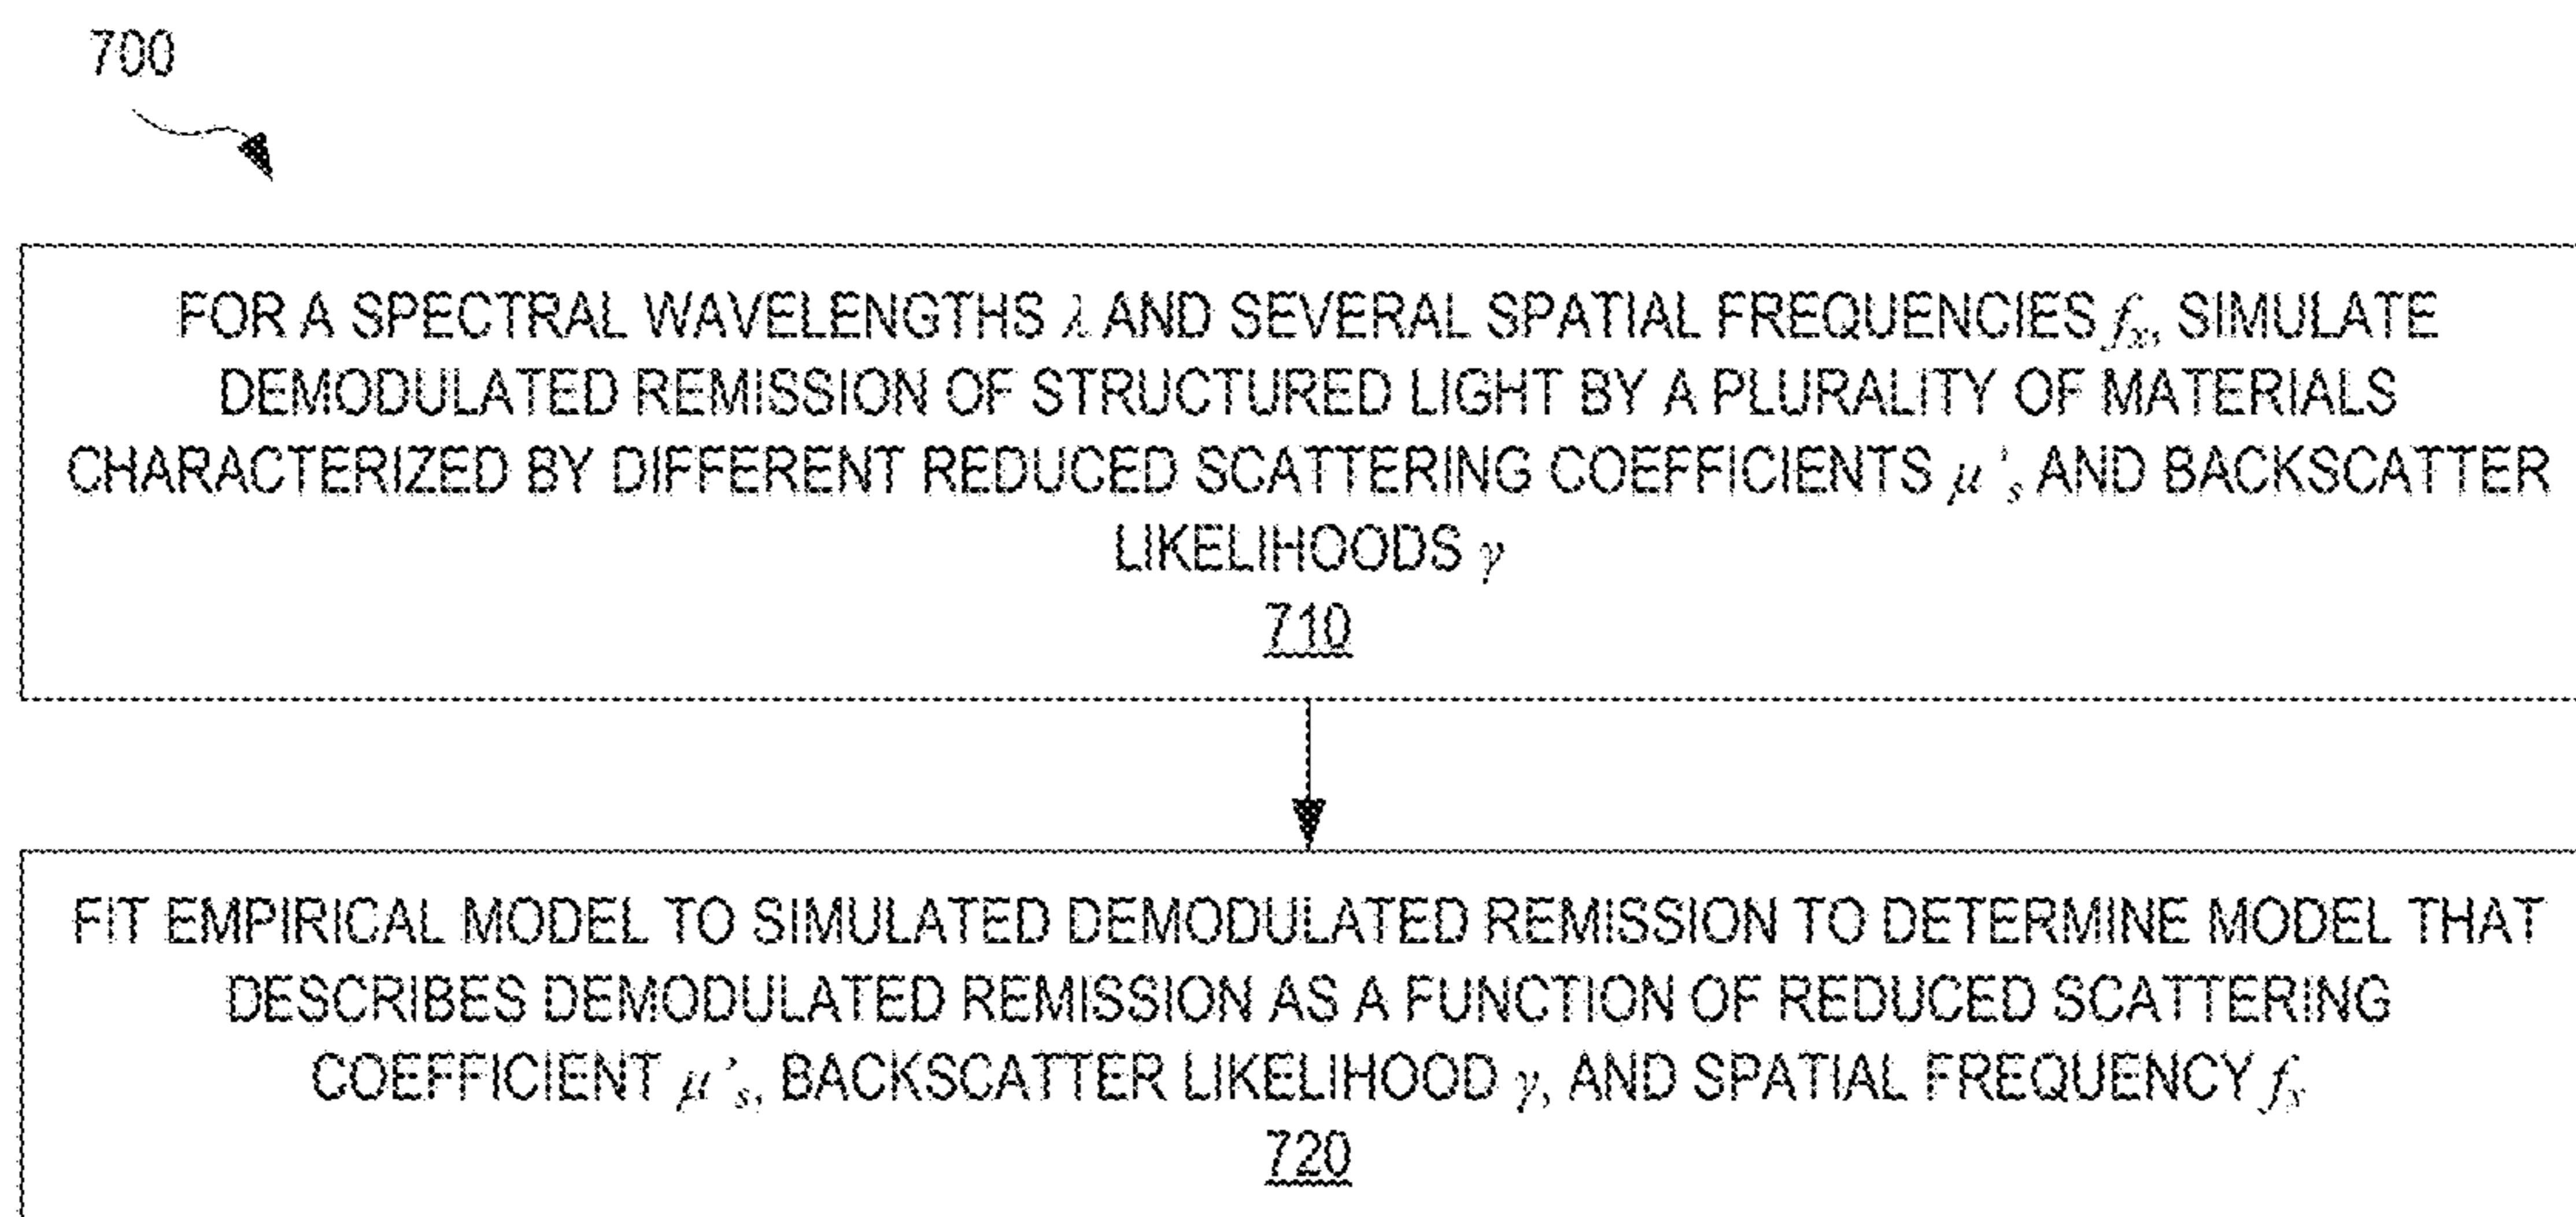 700
FOR A SPECTRAL WAVELENGTHS λ AND SEVERAL SPATIAL FREQUENCIES fₓ, SIMULATE
DEMODULATED REMISSION OF STRUCTURED LIGHT BY A PLURALITY OF MATERIALS
CHARACTERIZED BY DIFFERENT REDUCED SCATTERING COEFFICIENTS μ'ₛ AND BACKSCATTER
LIKELIHOODS γ
710
FIT EMPIRICAL MODEL TO SIMULATED DEMODULATED REMISSION TO DETERMINE MODEL THAT
DESCRIBES DEMODULATED REMISSION AS A FUNCTION OF REDUCED SCATTERING
COEFFICIENT μ'ₛ, BACKSCATTER LIKELIHOOD γ, AND SPATIAL FREQUENCY fₓ
720